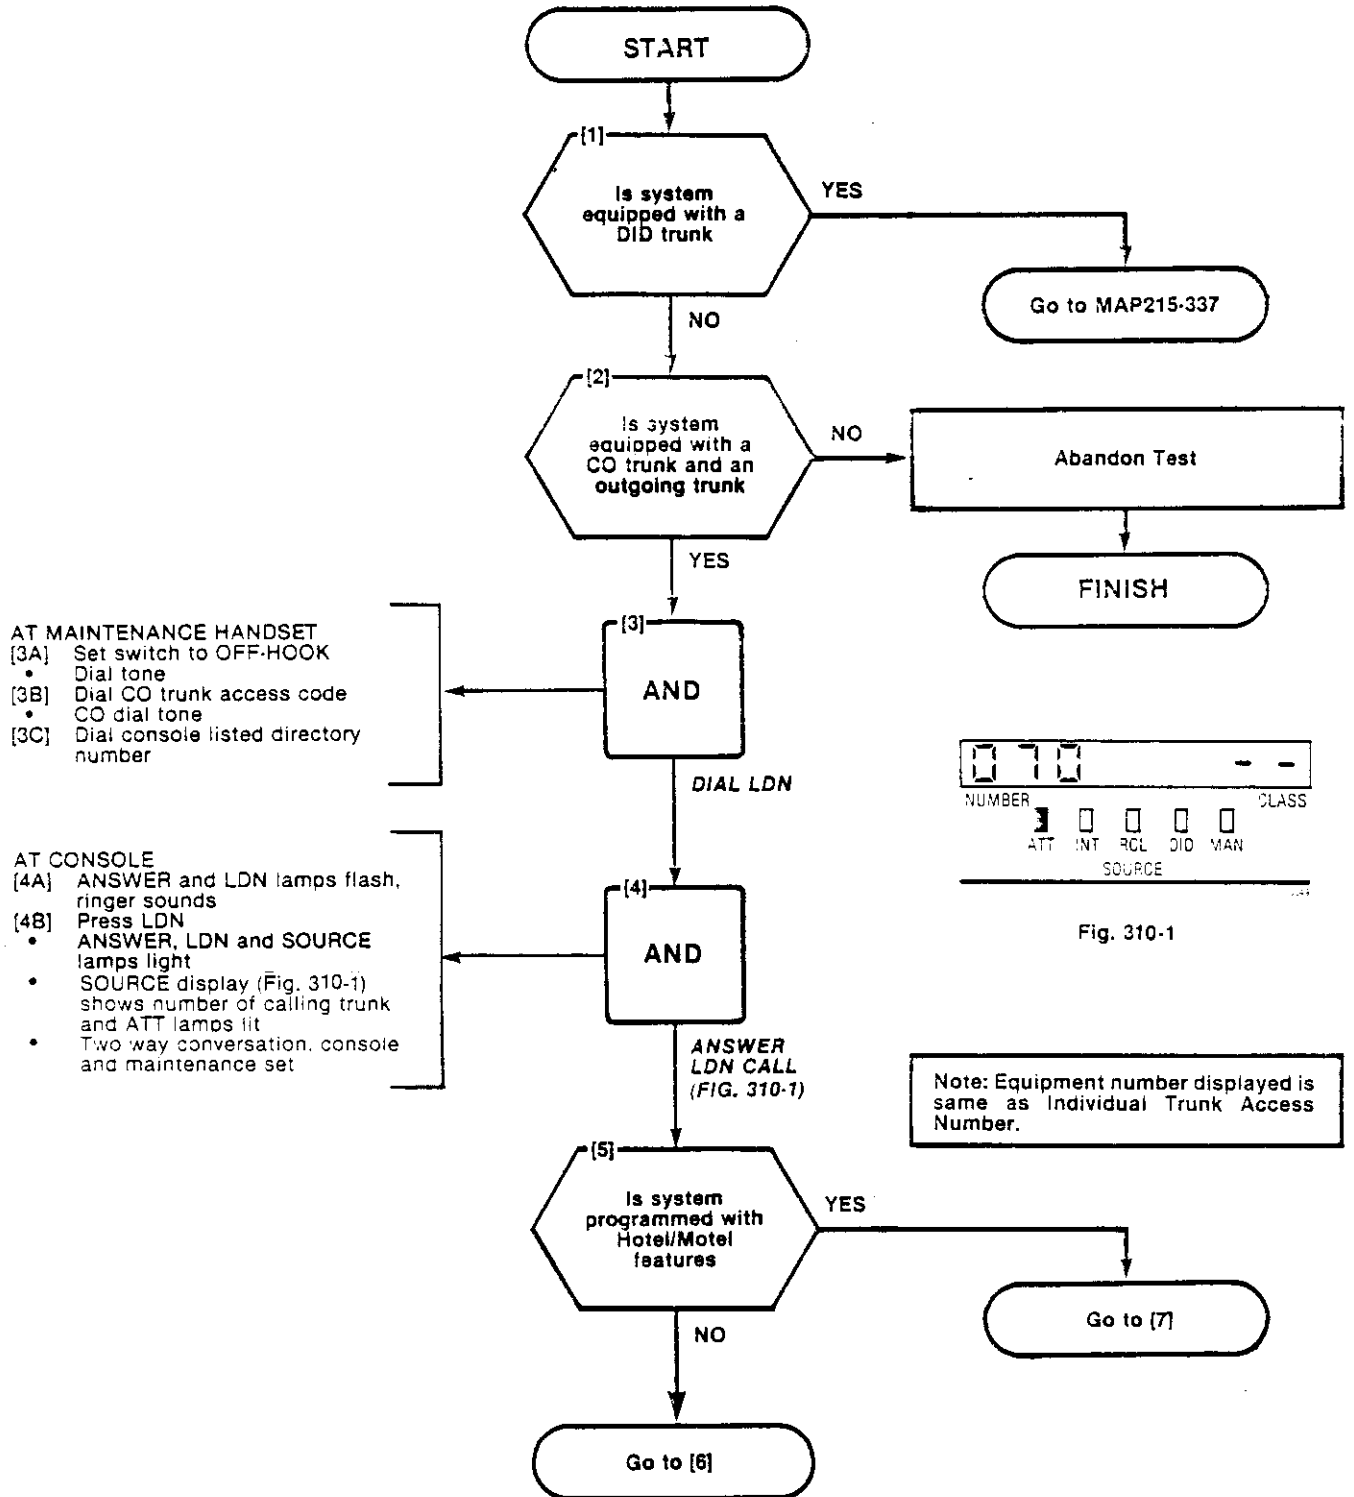 START
[1]
Is system
equipped with a
DID trunk
YES
Go to MAP215-337
NO
[2]
Is system
equipped with a
CO trunk and an
outgoing trunk
NO
Abandon Test
FINISH
YES
AT MAINTENANCE HANDSET
[3A] Set switch to OFF-HOOK
• Dial tone
[3B] Dial CO trunk access code
• CO dial tone
[3C] Dial console listed directory
number
[3]
AND
DIAL LDN
070 - -
NUMBER CLASS
ATT INT RCL DID MAN
SOURCE
Fig. 310-1
AT CONSOLE
[4A] ANSWER and LDN lamps flash,
ringer sounds
[4B] Press LDN
• ANSWER, LDN and SOURCE
lamps light
• SOURCE display (Fig. 310-1)
shows number of calling trunk
and ATT lamps lit
• Two way conversation, console
and maintenance set
[4]
AND
ANSWER
LDN CALL
(FIG. 310-1)
Note: Equipment number displayed is
same as Individual Trunk Access
Number.
[5]
Is system
programmed with
Hotel/Motel
features
YES
Go to [7]
NO
Go to [6]